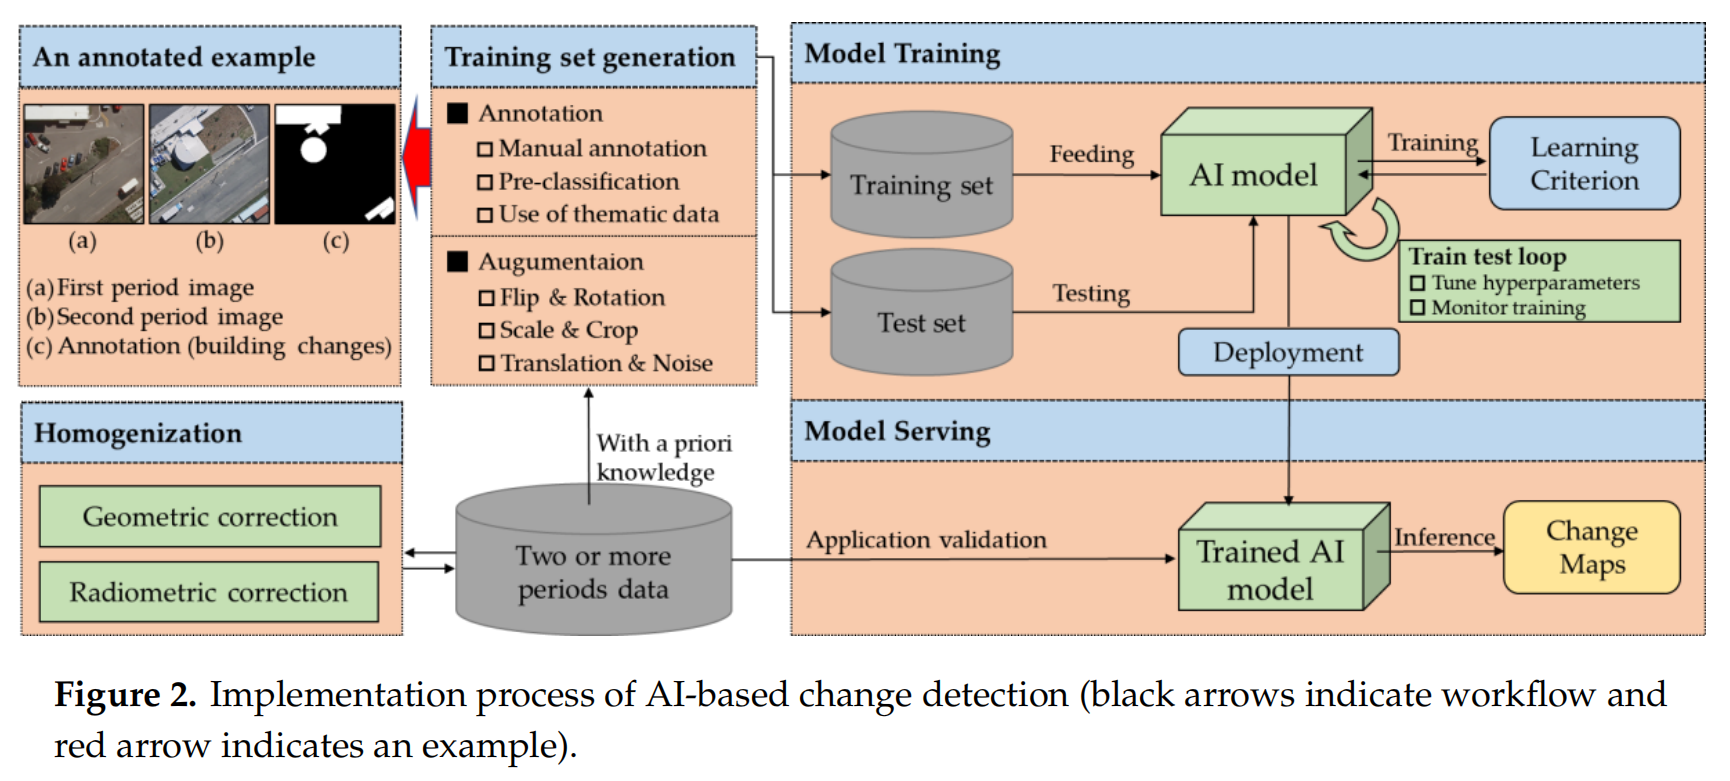 An annotated example
(a)
(b)
(c)
(a) First period image
(b) Second period image
(c) Annotation (building changes)
Training set generation
Annotation
Manual annotation
Pre-classification
Use of thematic data
Augumentaion
Flip & Rotation
Scale & Crop
Translation & Noise
Homogenization
Geometric correction
Radiometric correction
With a priori
knowledge
Two or more
periods data
Model Training
Training set
Feeding
AI model
Training
Learning
Criterion
Test set
Testing
Train test loop
Tune hyperparameters
Monitor training
Deployment
Model Serving
Application validation
Trained AI
model
Inference
Change
Maps
Figure 2. Implementation process of AI-based change detection (black arrows indicate workflow and
red arrow indicates an example).